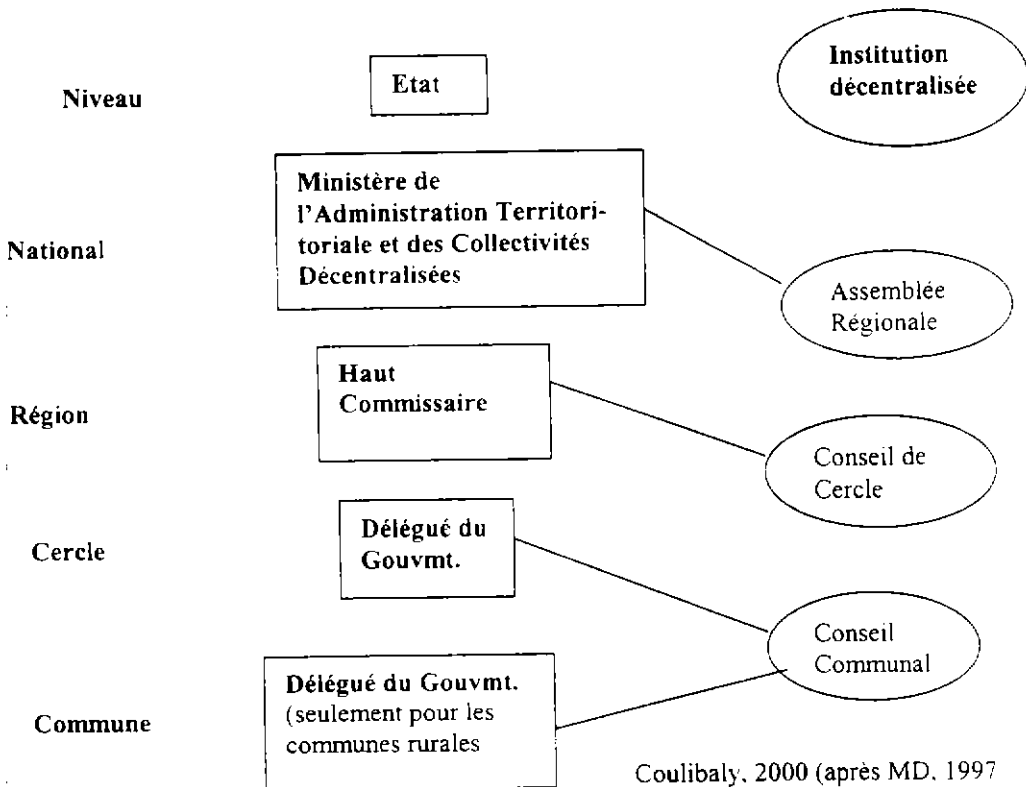 Niveau
Etat
Institution
décentralisée
National
Ministère de
l'Administration Territori-
toriale et des Collectivités
Décentralisées
Assemblée
Régionale
Région
Haut
Commissaire
Conseil de
Cercle
Cercle
Délégué du
Gouvmt.
Conseil
Communal
Commune
Délégué du Gouvmt.
(seulement pour les
communes rurales
Coulibaly, 2000 (après MD, 1997